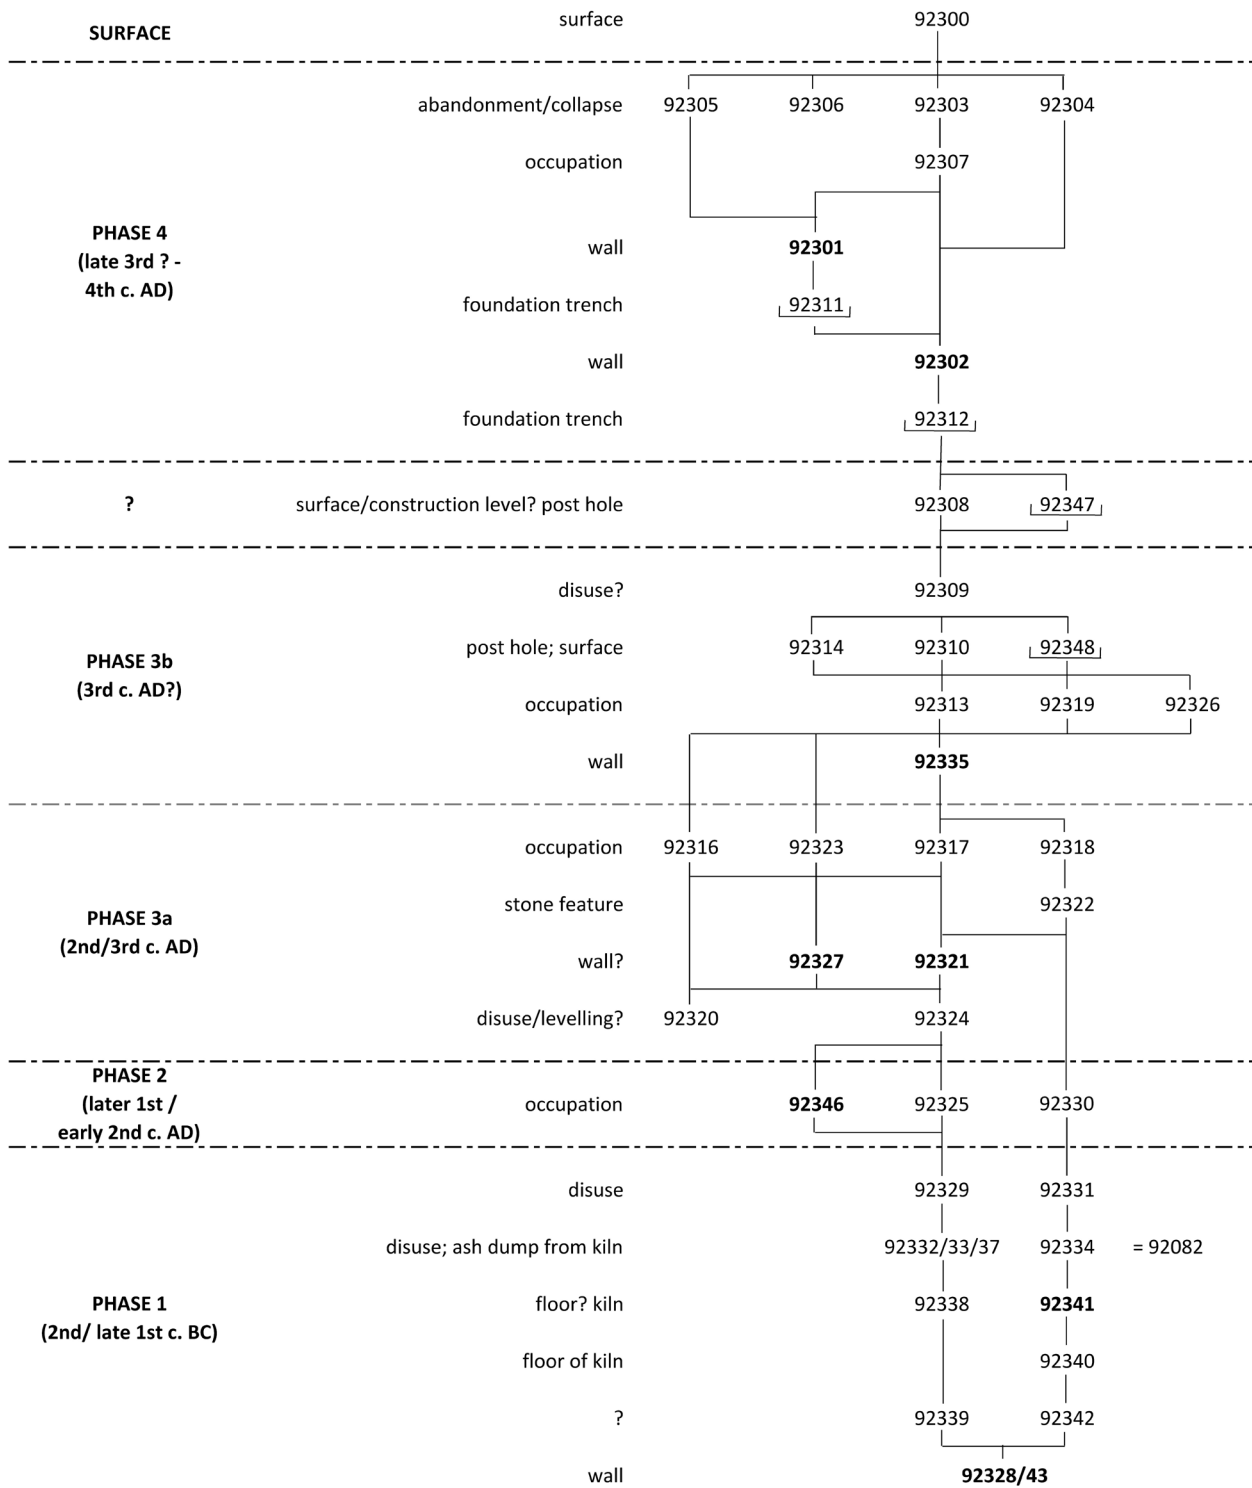 surface 92300
SURFACE
abandonment/collapse 92305 92306 92303 92304
occupation 92307
PHASE 4
(late 3rd ? -
4th c. AD)
wall 92301
foundation trench 92311
wall 92302
foundation trench 92312
? surface/construction level? post hole 92308 92347
disuse? 92309
post hole; surface 92314 92310 92348
PHASE 3b
(3rd c. AD?)
occupation 92313 92319 92326
wall 92335
occupation 92316 92323 92317 92318
stone feature 92322
PHASE 3a
(2nd/3rd c. AD)
wall? 92327 92321
disuse/levelling? 92320 92324
PHASE 2
(later 1st /
early 2nd c. AD)
occupation 92346 92325 92330
disuse 92329 92331
disuse; ash dump from kiln 92332/33/37 92334 = 92082
PHASE 1
(2nd/ late 1st c. BC)
floor? kiln 92338 92341
floor of kiln 92340
? 92339 92342
wall 92328/43